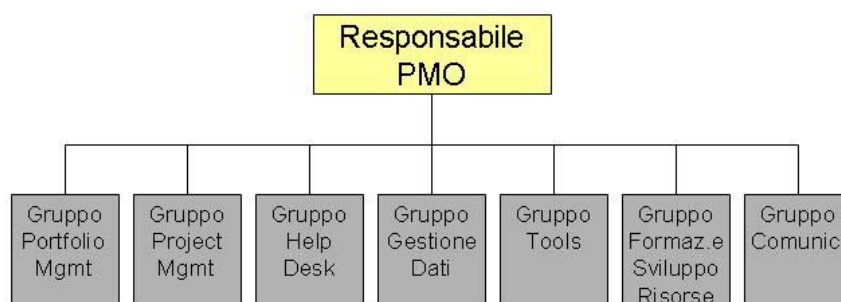 Responsabile
PMO
Gruppo
Portfolio
Mgmt
Gruppo
Project
Mgmt
Gruppo
Help
Desk
Gruppo
Gestione
Dati
Gruppo
Tools
Gruppo
Formaz.e
Sviluppo
Risorse
Gruppo
Comunic